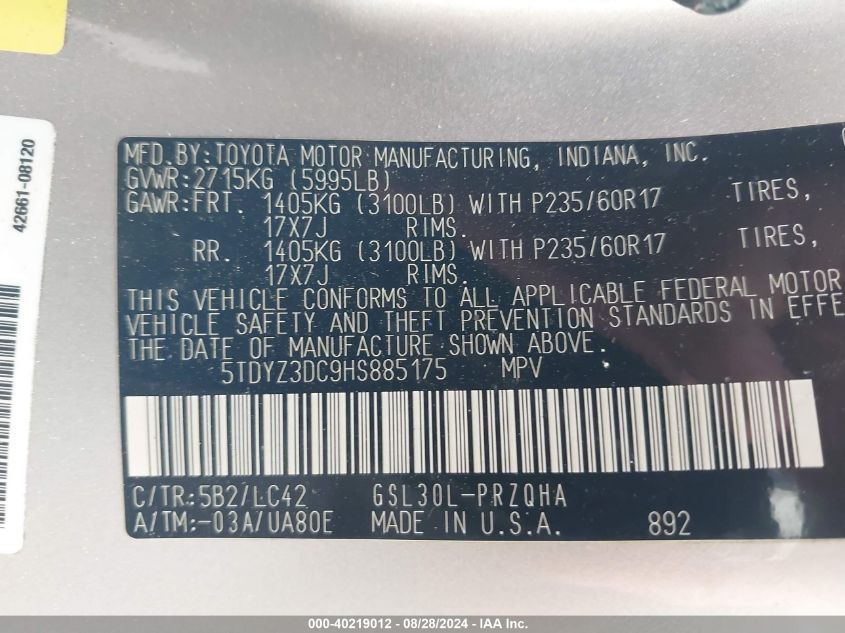 42661-08120
MFD.BY:TOYOTA MOTOR MANUFACTURING, INDIANA, INC.
GVWR:2715KG (5995LB)
GAWR:FRT. 1405KG (3100LB) WITH P235/60R17 TIRES,
17X7J RIMS.
RR. 1405KG (3100LB) WITH P235/60R17 TIRES,
17X7J RIMS.
THIS VEHICLE CONFORMS TO ALL APPLICABLE FEDERAL MOTOR
VEHICLE SAFETY AND THEFT PREVENTION STANDARDS IN EFFE
THE DATE OF MANUFACTURE SHOWN ABOVE.
5TDYZ3DC9HS885175 MPV
C/TR:5B2/LC42 GSL30L-PRZQHA
A/TM:-03A/UA80E MADE IN U.S.A. 892
000-40219012 - 08/28/2024 - IAA Inc.